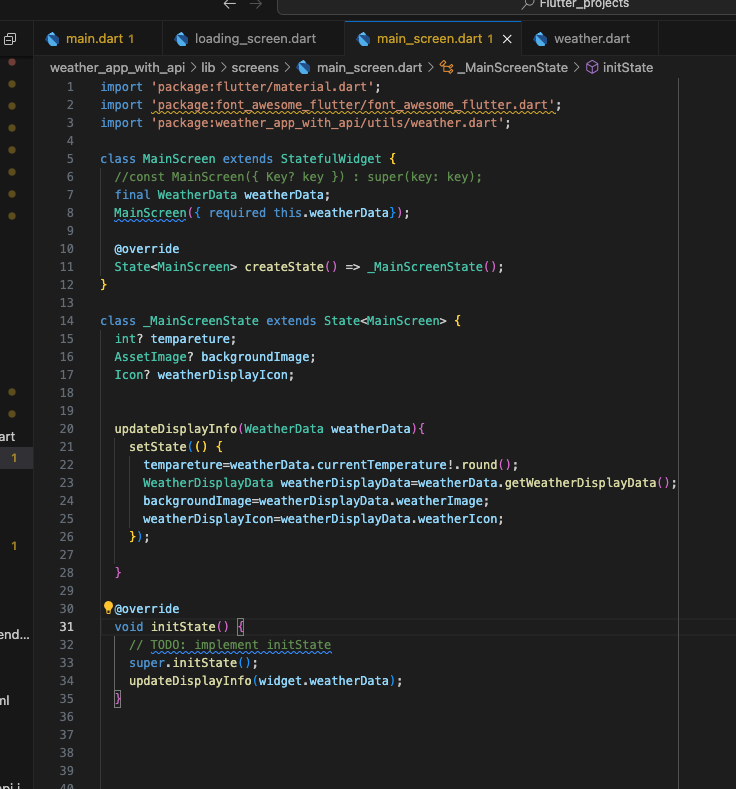 Flutter_projects
main.dart 1
loading_screen.dart
main_screen.dart 1
weather.dart
weather_app_with_api > lib > screens > main_screen.dart > _MainScreenState > initState
1 import 'package:flutter/material.dart';
2 import 'package:font_awesome_flutter/font_awesome_flutter.dart';
3 import 'package:weather_app_with_api/utils/weather.dart';
4
5 class MainScreen extends StatefulWidget {
6 //const MainScreen({ Key? key }) : super(key: key);
7 final WeatherData weatherData;
8 MainScreen({ required this.weatherData});
9
10 @override
11 State<MainScreen> createState() => _MainScreenState();
12 }
13
14 class _MainScreenState extends State<MainScreen> {
15 int? tempareture;
16 AssetImage? backgroundImage;
17 Icon? weatherDisplayIcon;
18
19
20 updateDisplayInfo(WeatherData weatherData){
21 setState(() {
22 tempareture=weatherData.currentTemperature!.round();
23 WeatherDisplayData weatherDisplayData=weatherData.getWeatherDisplayData();
24 backgroundImage=weatherDisplayData.weatherImage;
25 weatherDisplayIcon=weatherDisplayData.weatherIcon;
26 });
27
28 }
29
30 @override
31 void initState() {
32 // TODO: implement initState
33 super.initState();
34 updateDisplayInfo(widget.weatherData);
35 }
36
37
38
39
40
art
1
1
end...
ml